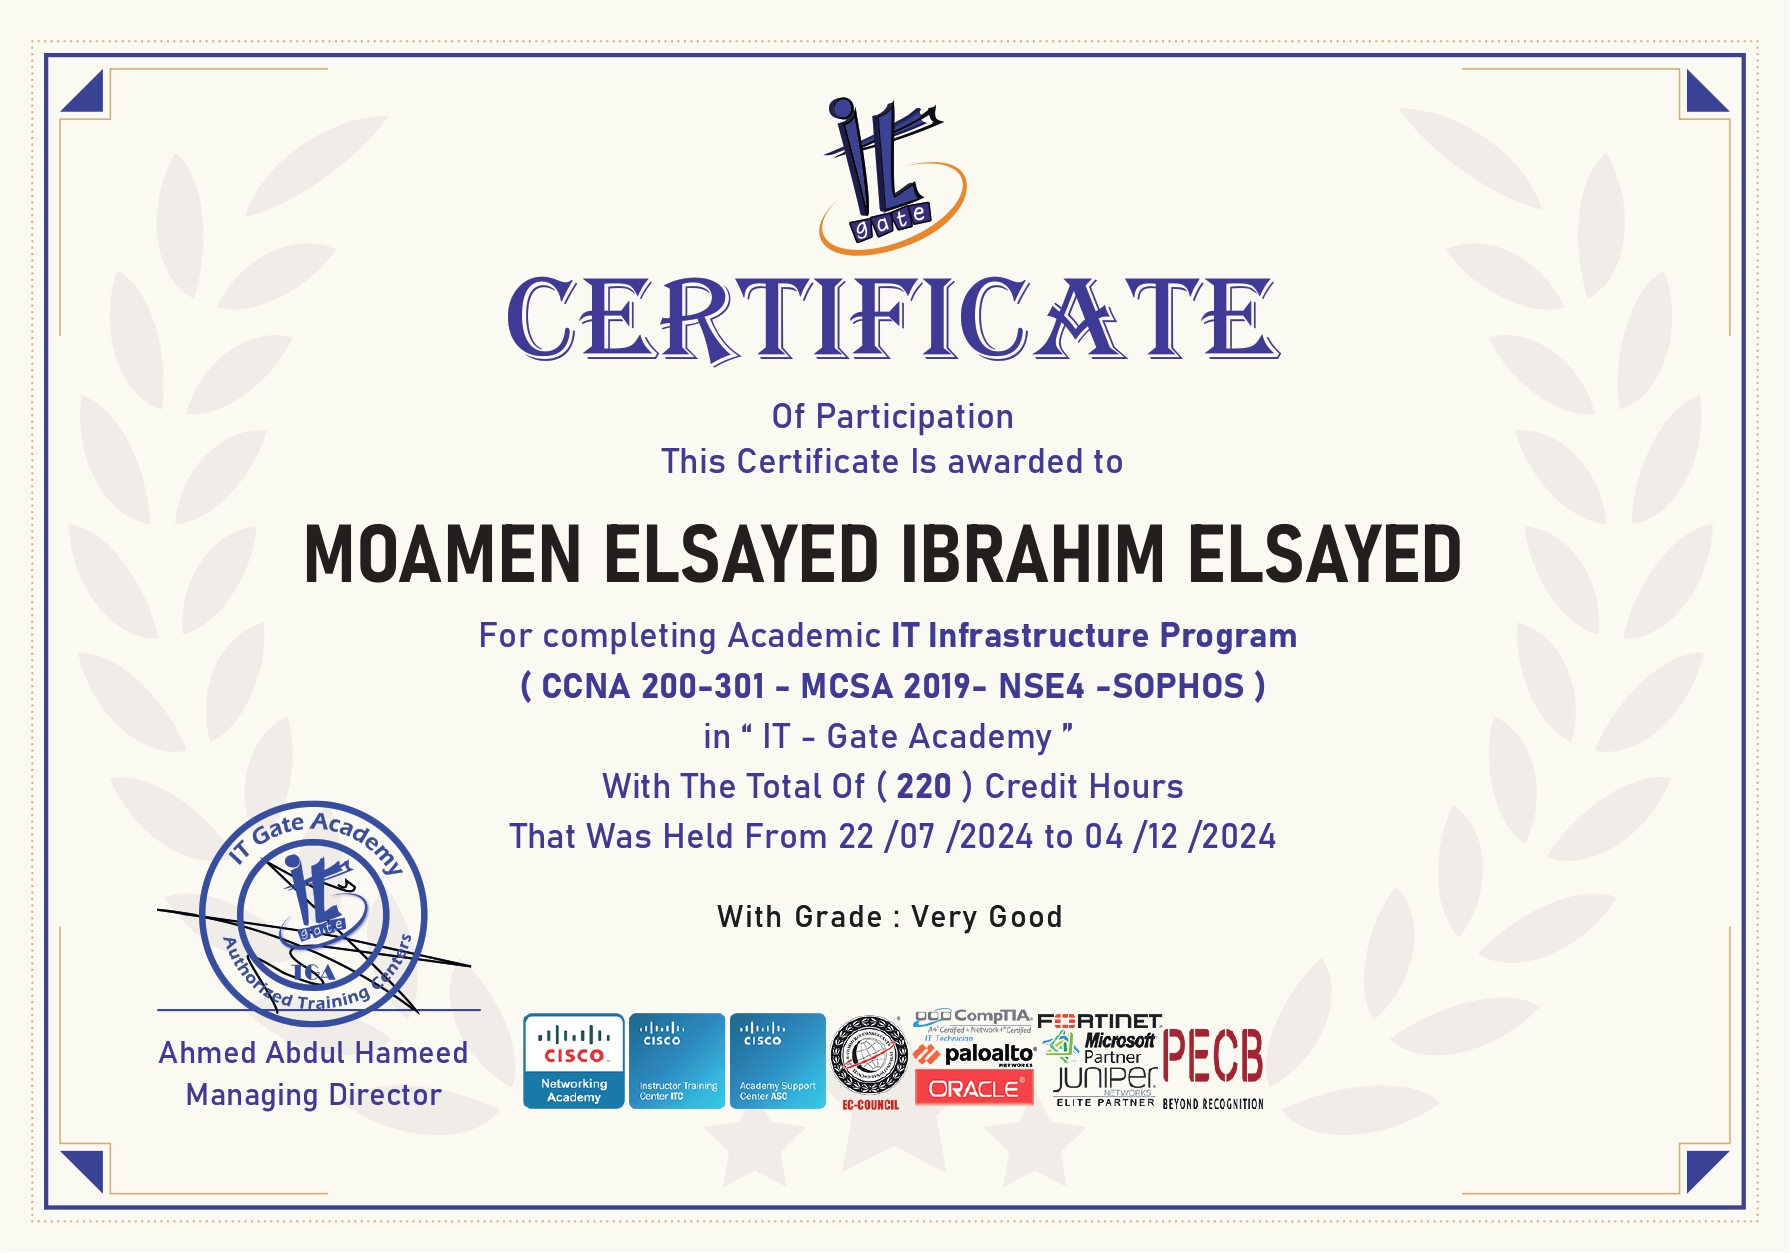 it
gate
CERTIFICATE
Of Participation
This Certificate Is awarded to
MOAMEN ELSAYED IBRAHIM ELSAYED
For completing Academic IT Infrastructure Program
( CCNA 200-301 - MCSA 2019- NSE4 -SOPHOS )
in “ IT - Gate Academy ”
With The Total Of ( 220 ) Credit Hours
That Was Held From 22 /07 /2024 to 04 /12 /2024
With Grade : Very Good
IT Gate Academy
it
gate
TGA
Authorized Training Centers
Ahmed Abdul Hameed
Managing Director
CISCO
Networking
Academy
CISCO
Instructor Training
Center ITC
CISCO
Academy Support
Center ASC
EC-COUNCIL
CompTIA.
A+ Certified + Network+ Certified
IT Technician
paloalto
NETWORKS
ORACLE®
FORTINET.
Microsoft
Partner
JUNIPEr
NETWORKS
ELITE PARTNER
PECB
BEYOND RECOGNITION